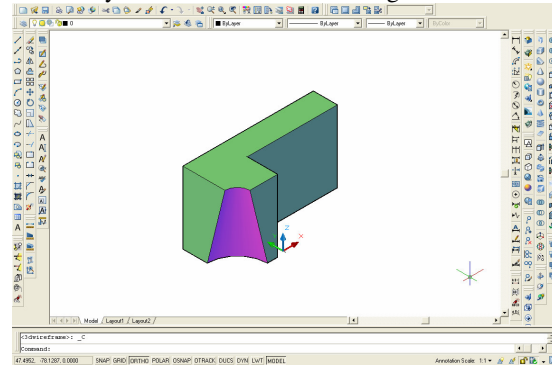 0
ByLayer
ByLayer
ByLayer
ByColor
A
A
Z
X
Model / Layout1 / Layout2 /
<3dwireframe>: _C
Command:
47.4952, -78.1287, 0.0000 SNAP GRID ORTHO POLAR OSNAP OTRACK DUCS DYN LWT MODEL Annotation Scale: 1:1